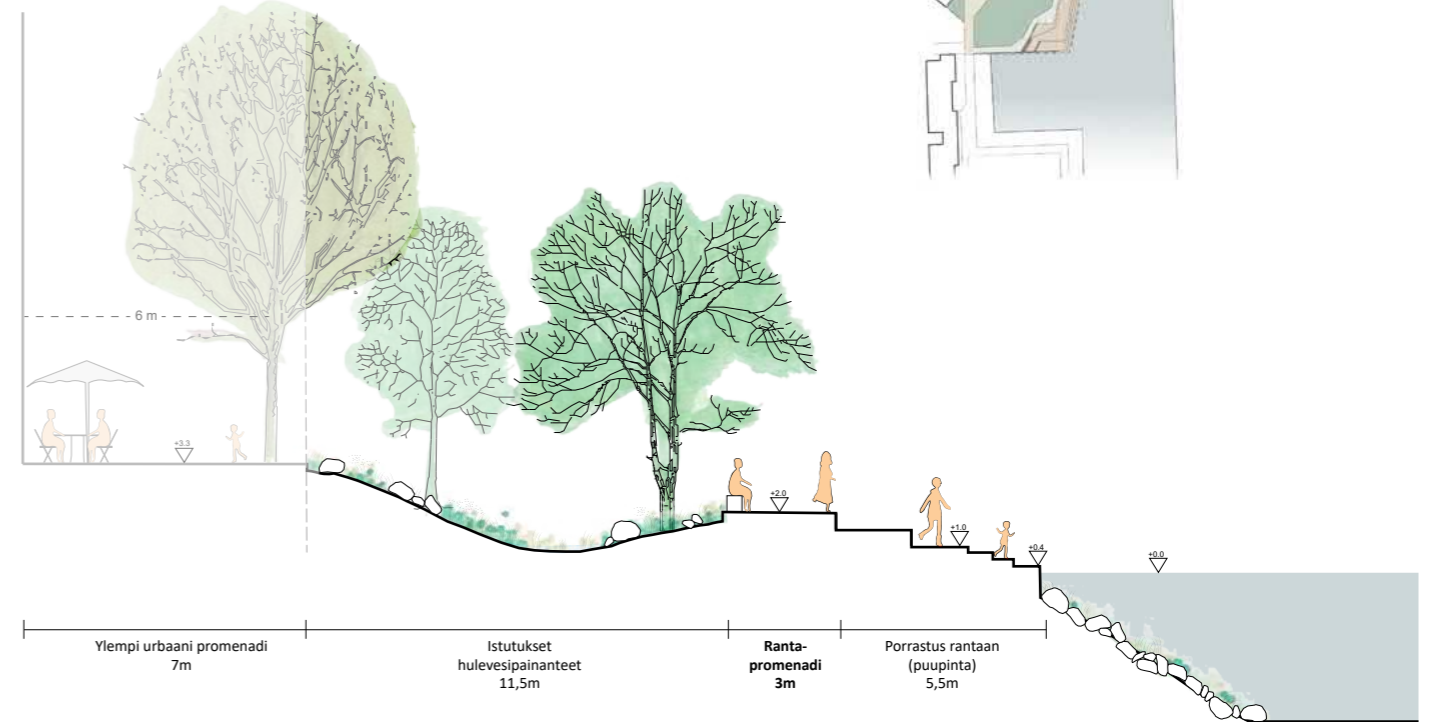 6 m
+3.3
+2.0
+1.0
+0.4
+0.0
Ylempi urbaani promenadi
7m
Istutukset
hulevesipainanteet
11,5m
Ranta-
promenadi
3m
Porrastus rantaan
(puupinta)
5,5m